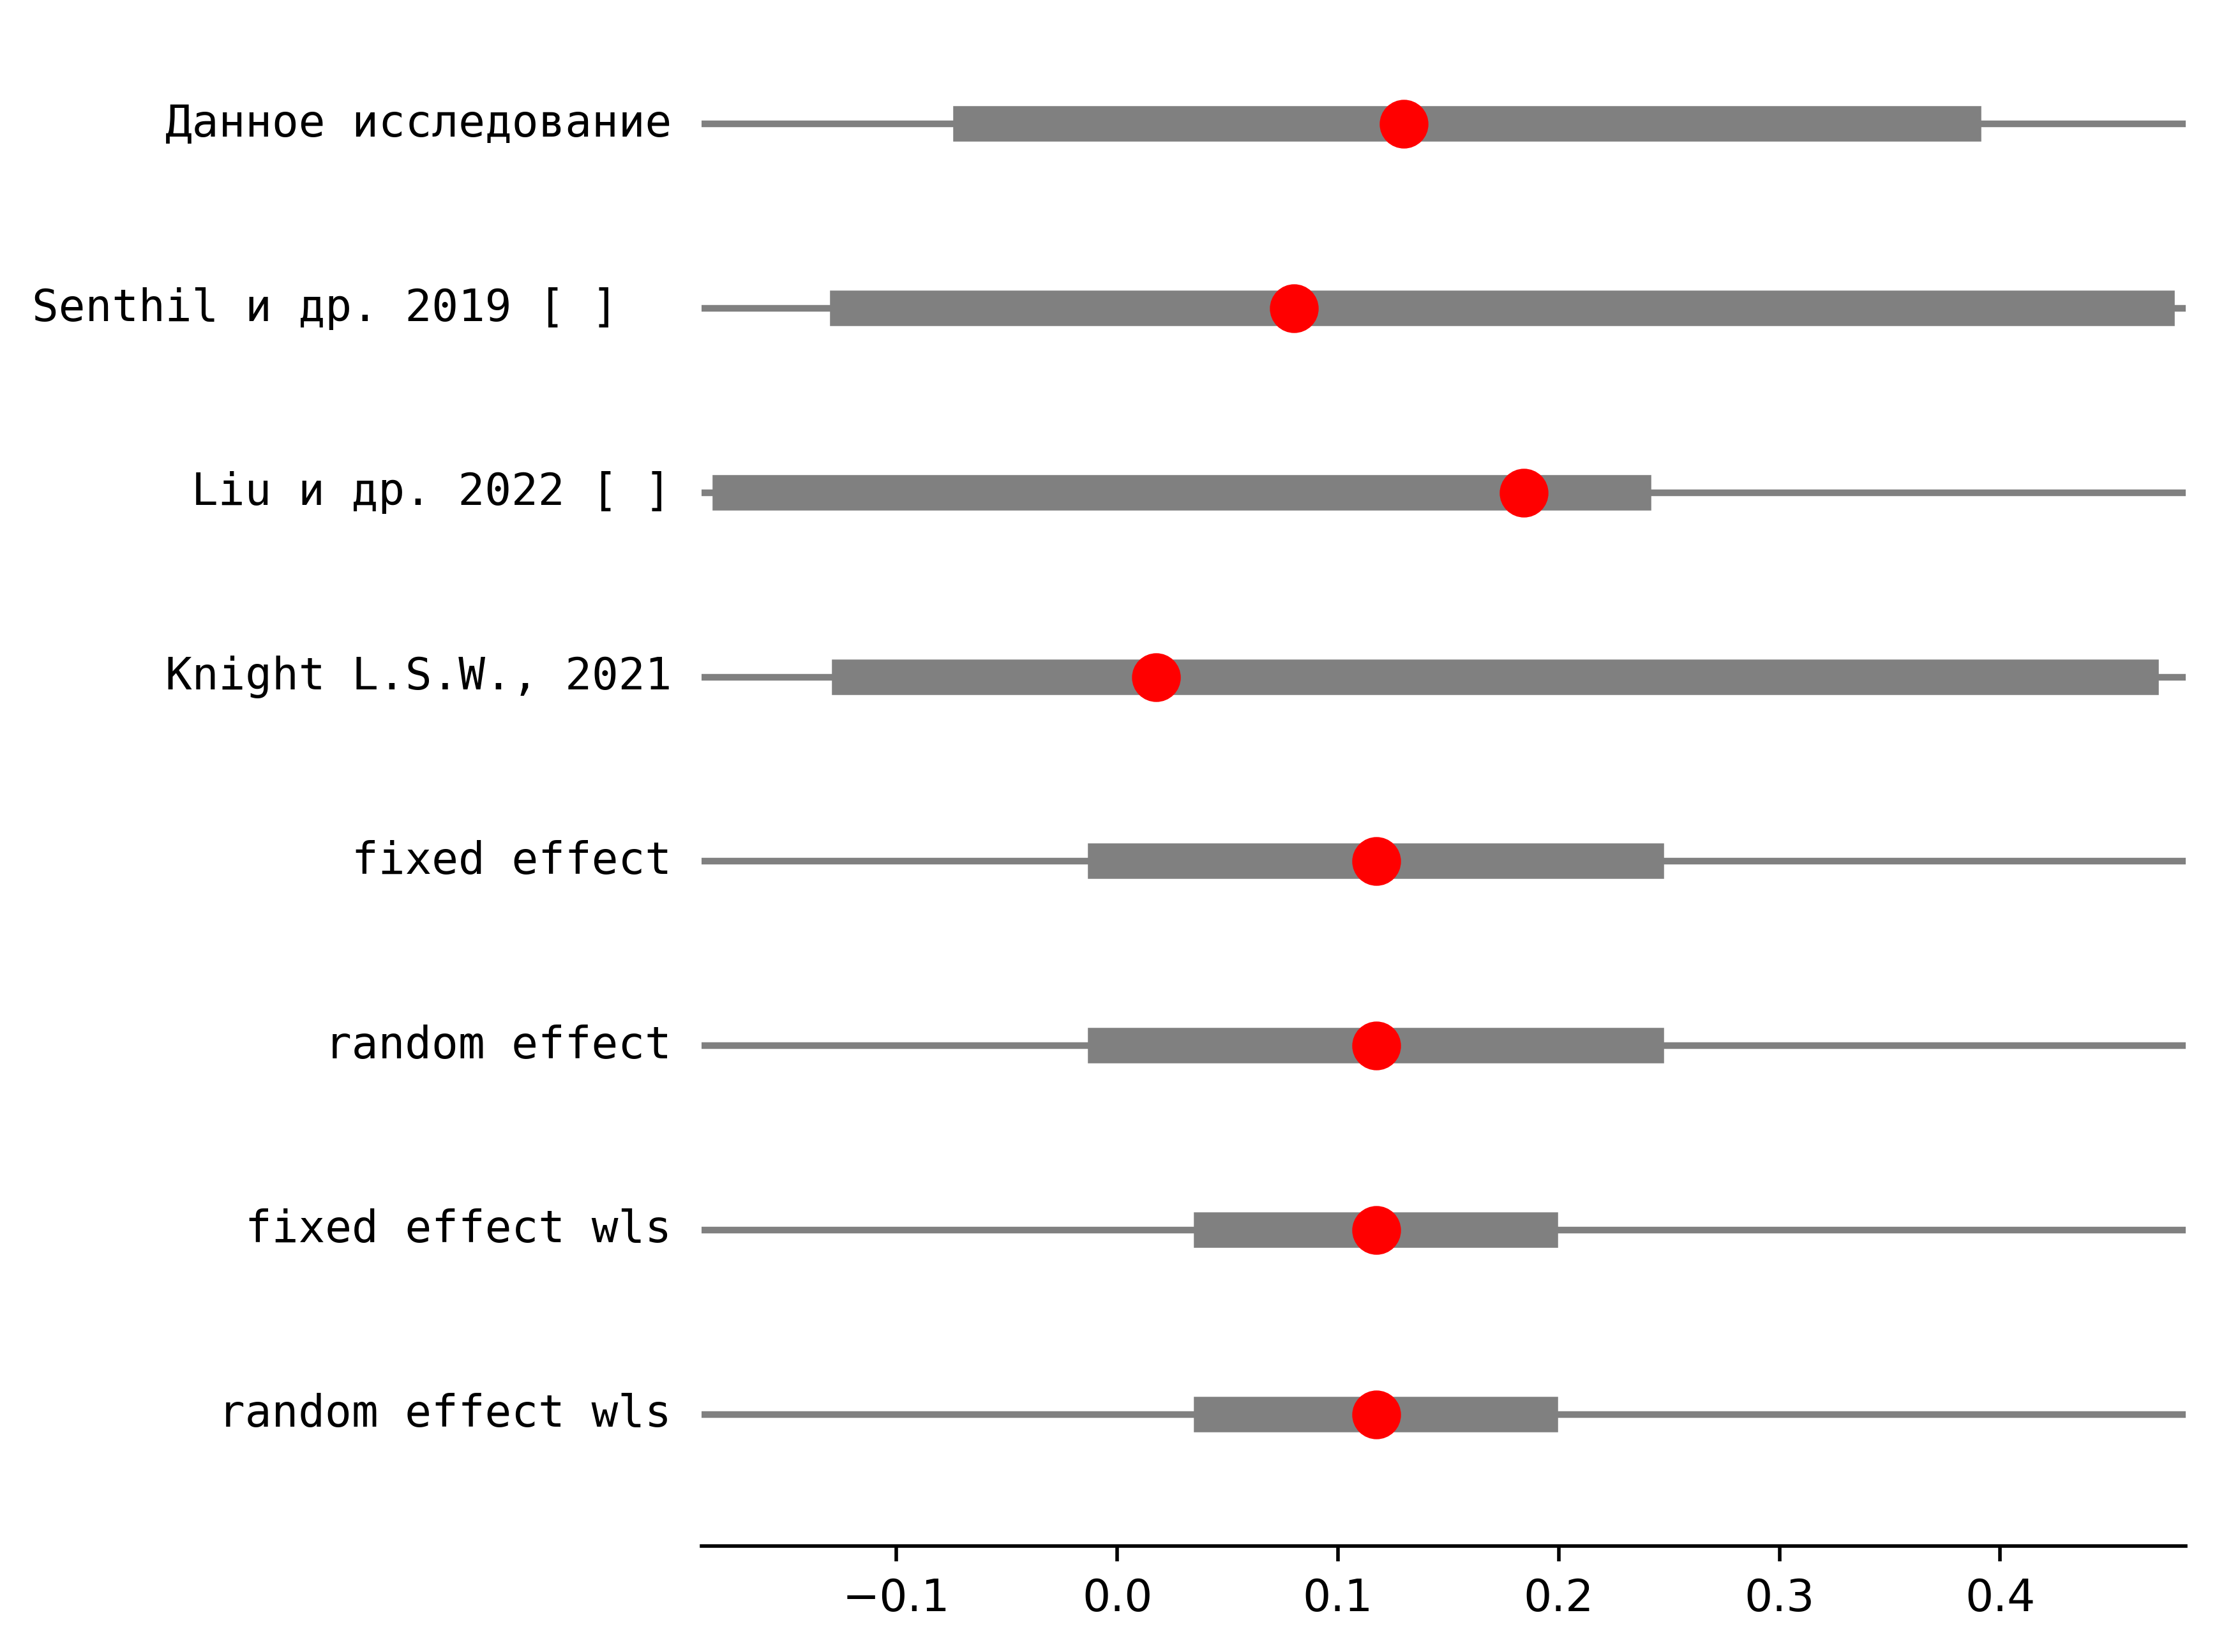 Данное исследование
Senthil и др. 2019 [ ]
Liu и др. 2022 [ ]
Knight L.S.W., 2021
fixed effect
random effect
fixed effect wls
random effect wls
−0.1 0.0 0.1 0.2 0.3 0.4